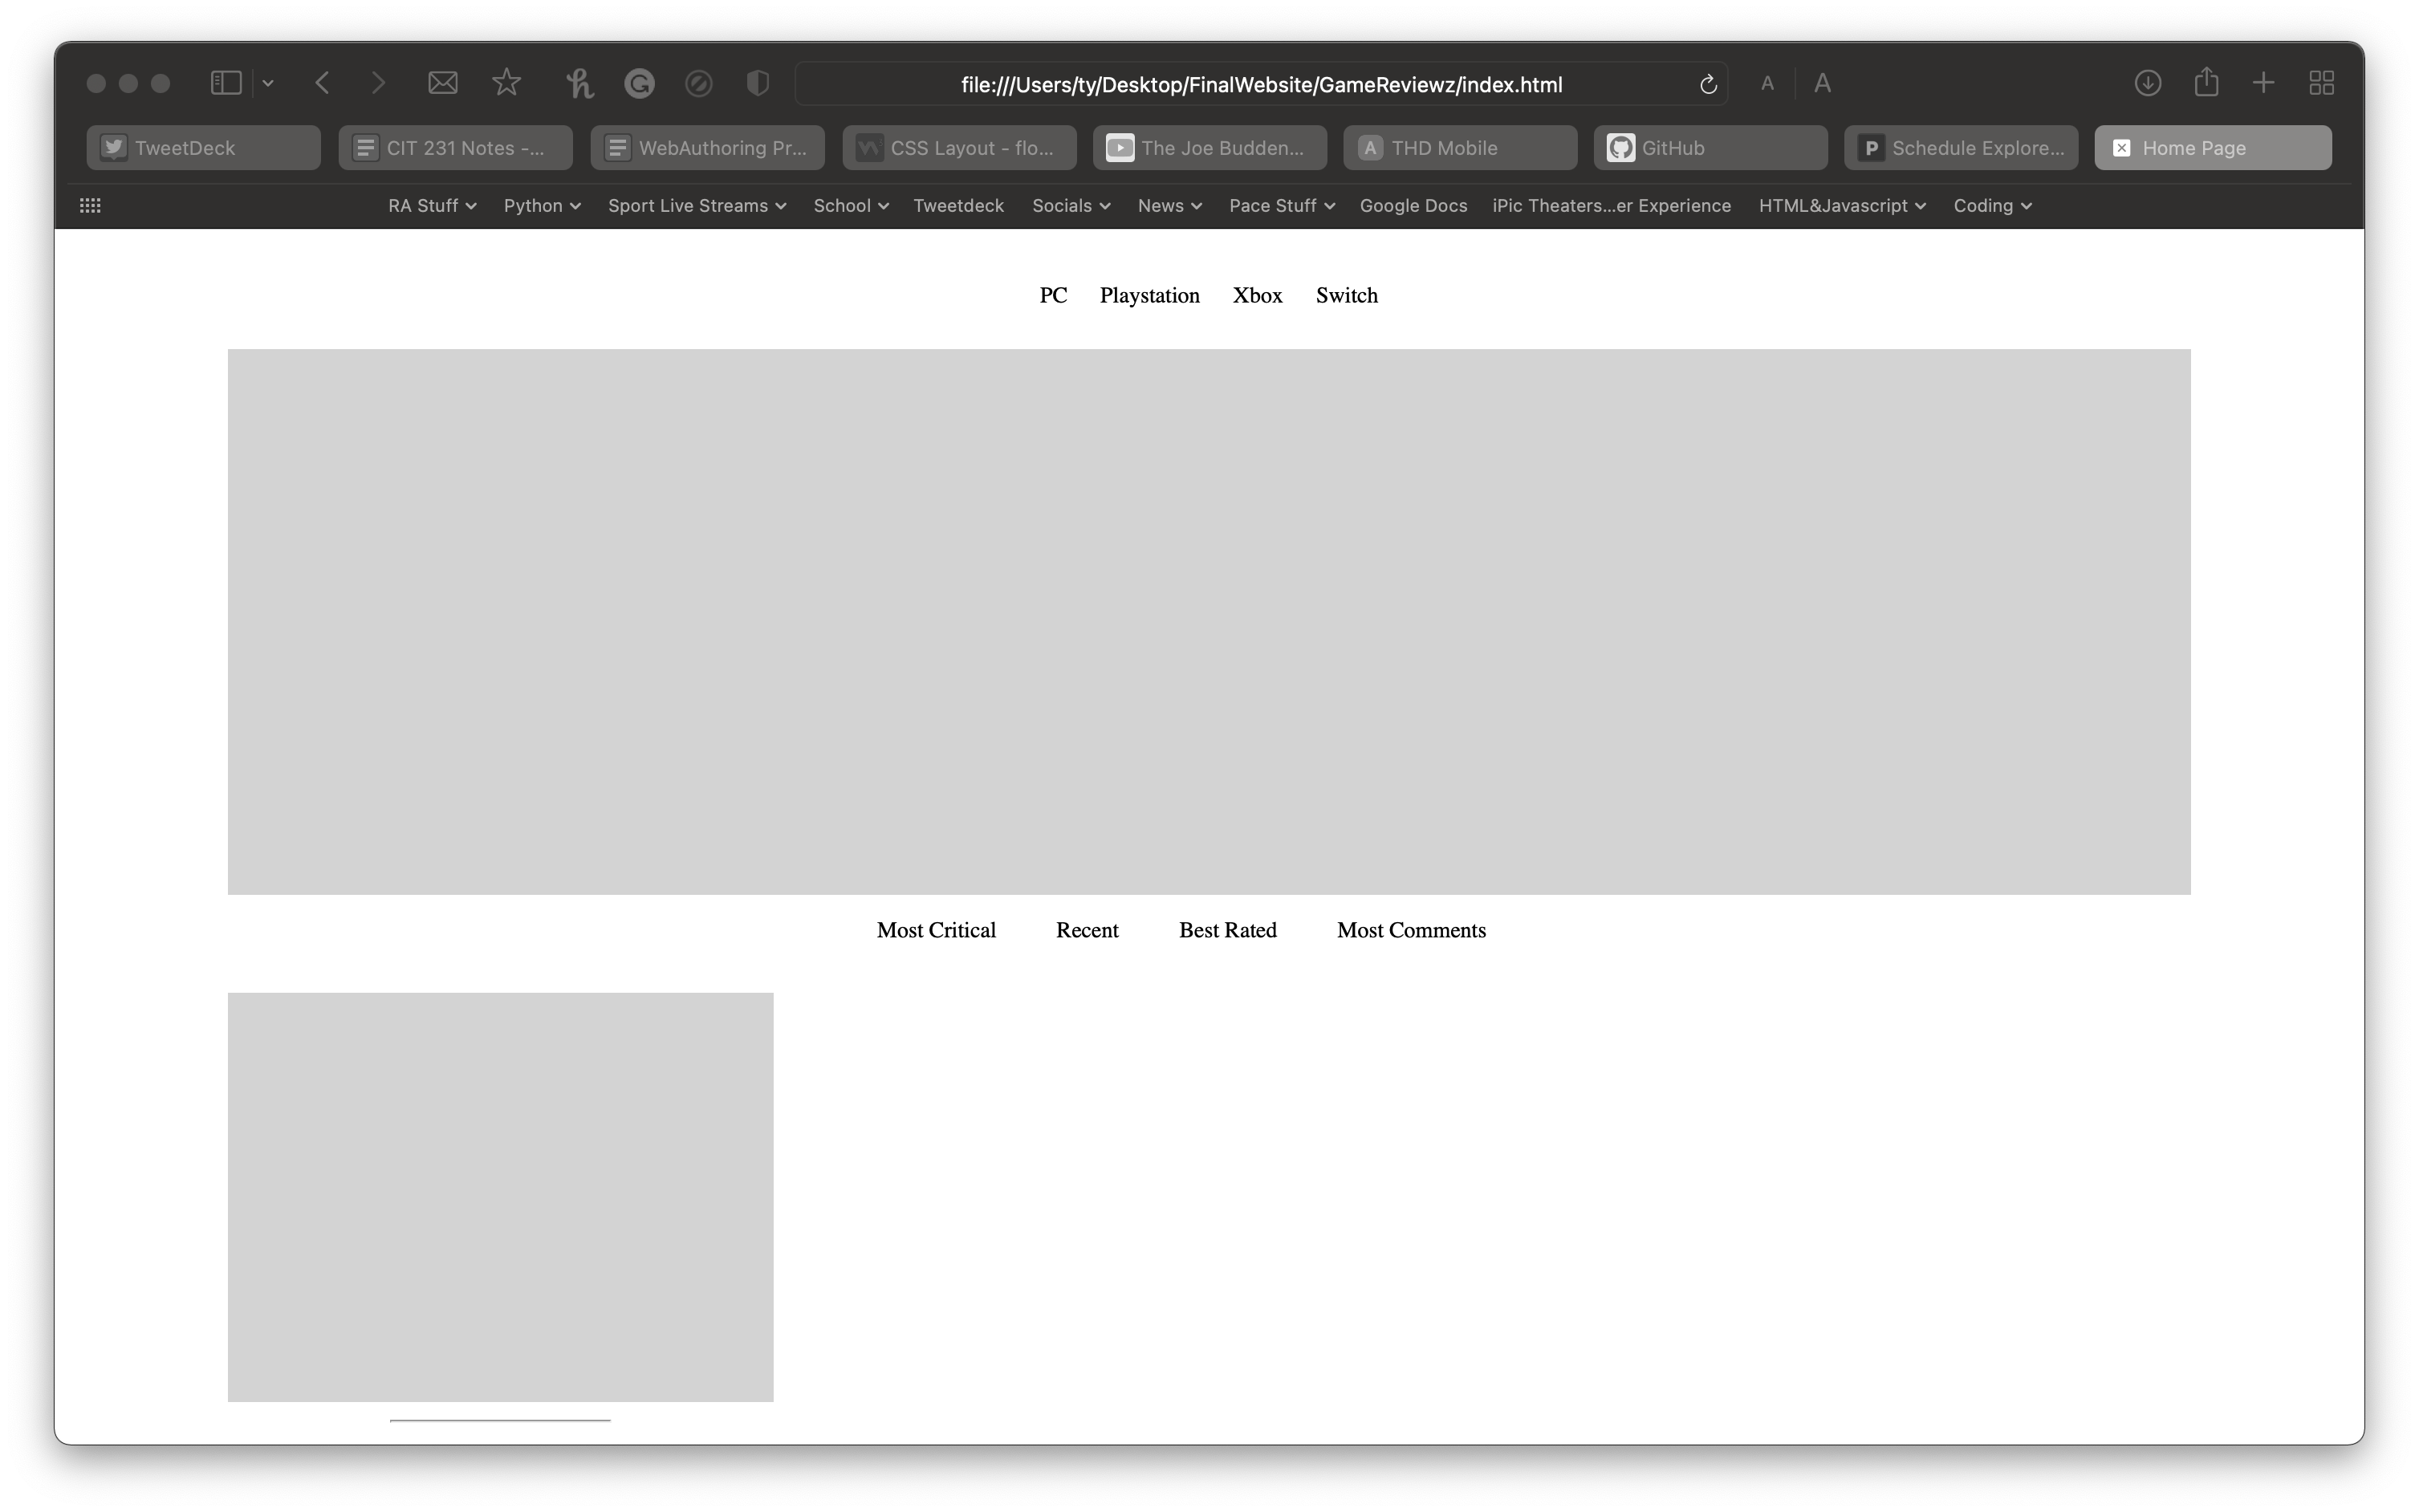 file:///Users/ty/Desktop/FinalWebsite/GameReviewz/index.html A A
TweetDeck CIT 231 Notes -... WebAuthoring Pr... CSS Layout - flo... The Joe Budden... A THD Mobile GitHub P Schedule Explore... Home Page
RA Stuff Python Sport Live Streams School Tweetdeck Socials News Pace Stuff Google Docs iPic Theaters...er Experience HTML&Javascript Coding
PC Playstation Xbox Switch
Most Critical Recent Best Rated Most Comments